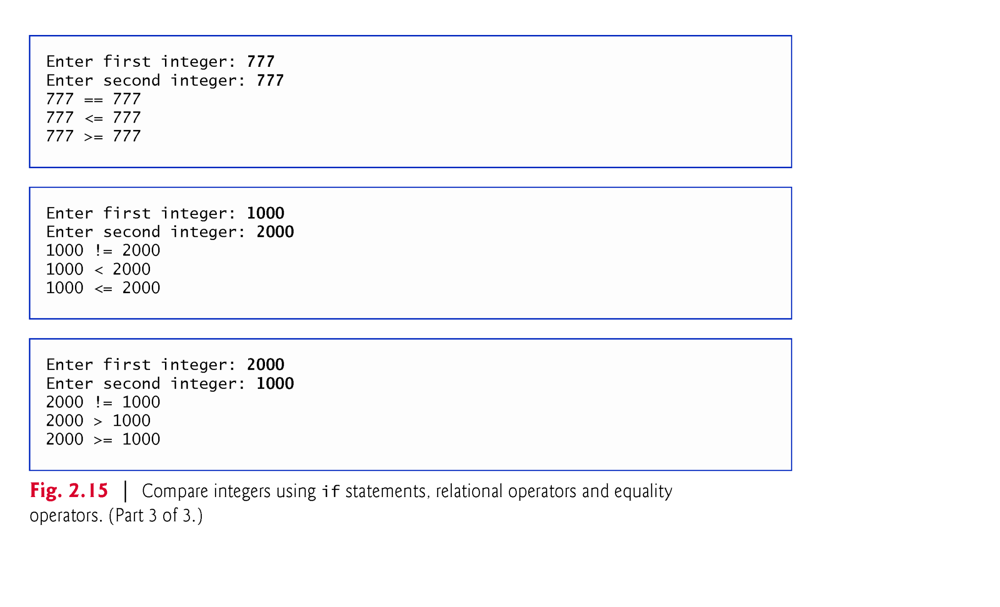 Enter first integer: 777
Enter second integer: 777
777 == 777
777 <= 777
777 >= 777
Enter first integer: 1000
Enter second integer: 2000
1000 != 2000
1000 < 2000
1000 <= 2000
Enter first integer: 2000
Enter second integer: 1000
2000 != 1000
2000 > 1000
2000 >= 1000
Fig. 2.15 | Compare integers using if statements, relational operators and equality
operators. (Part 3 of 3.)